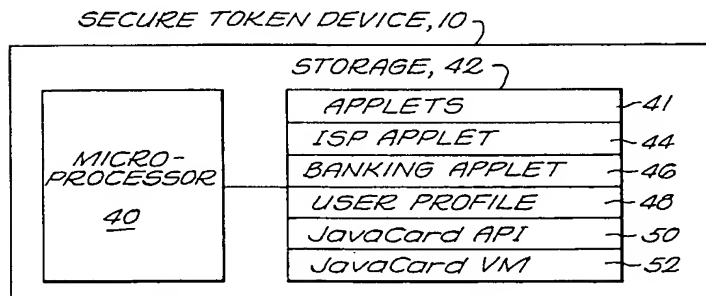 SECURE TOKEN DEVICE, 10
STORAGE, 42
MICRO-
PROCESSOR
40
APPLETS 41
ISP APPLET 44
BANKING APPLET 46
USER PROFILE 48
JavaCard API 50
JavaCard VM 52